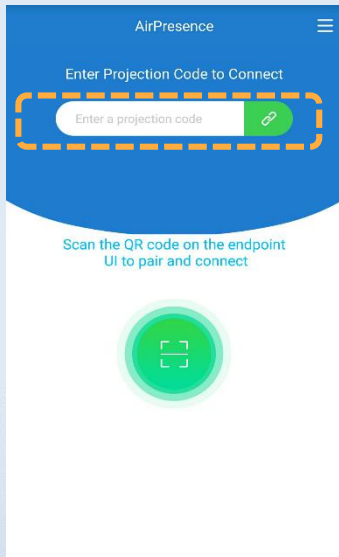 AirPresence
Enter Projection Code to Connect
Enter a projection code
Scan the QR code on the endpoint
UI to pair and connect